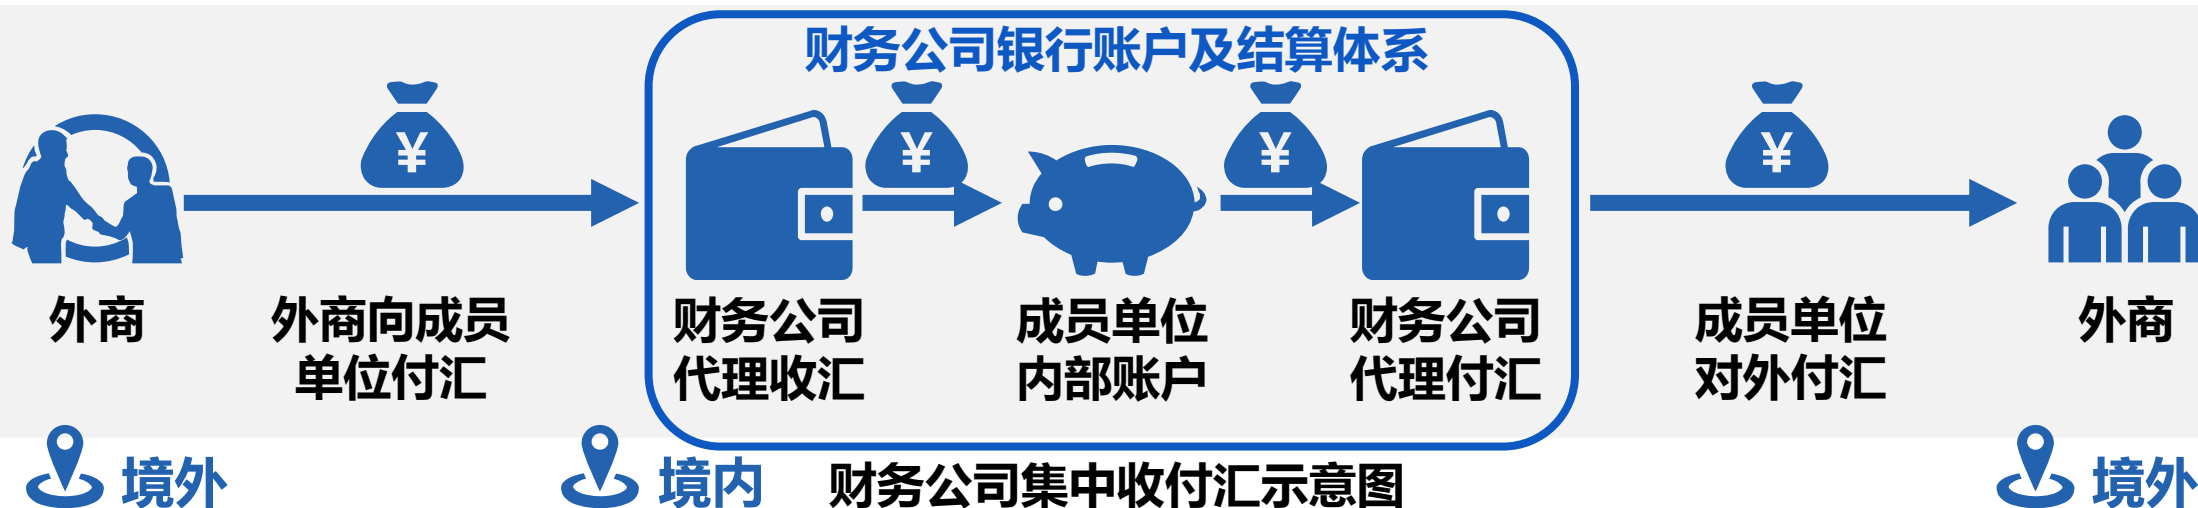 财务公司银行账户及结算体系
¥
¥
¥
¥
外商
外商向成员
单位付汇
财务公司
代理收汇
成员单位
内部账户
财务公司
代理付汇
成员单位
对外付汇
外商
境外
境内
财务公司集中收付汇示意图
境外